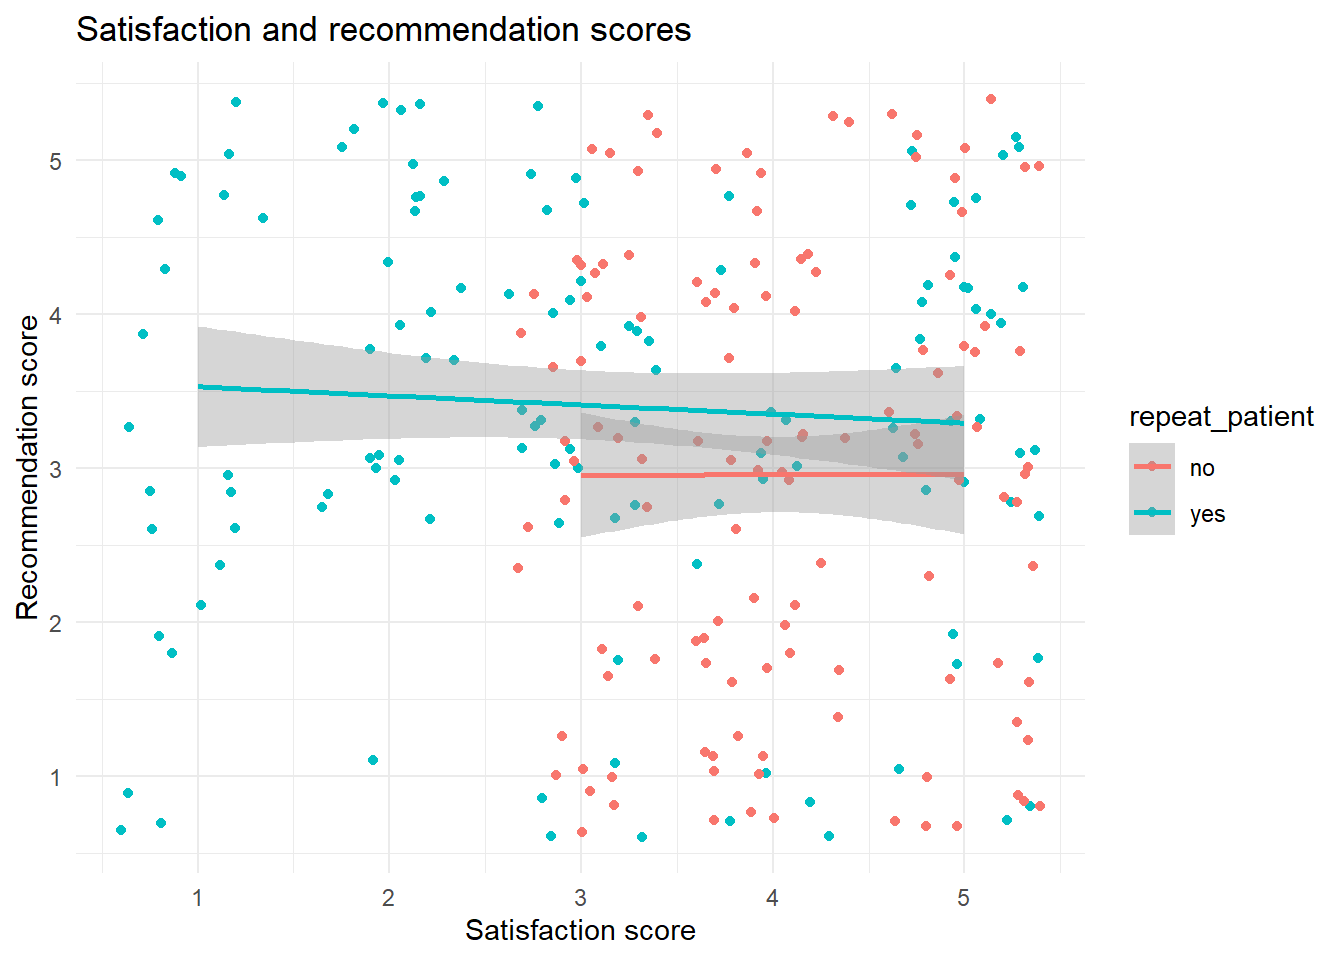 Satisfaction and recommendation scores
Recommendation score
5
4
3
2
1
1 2 3 4 5
Satisfaction score
repeat_patient
no
yes